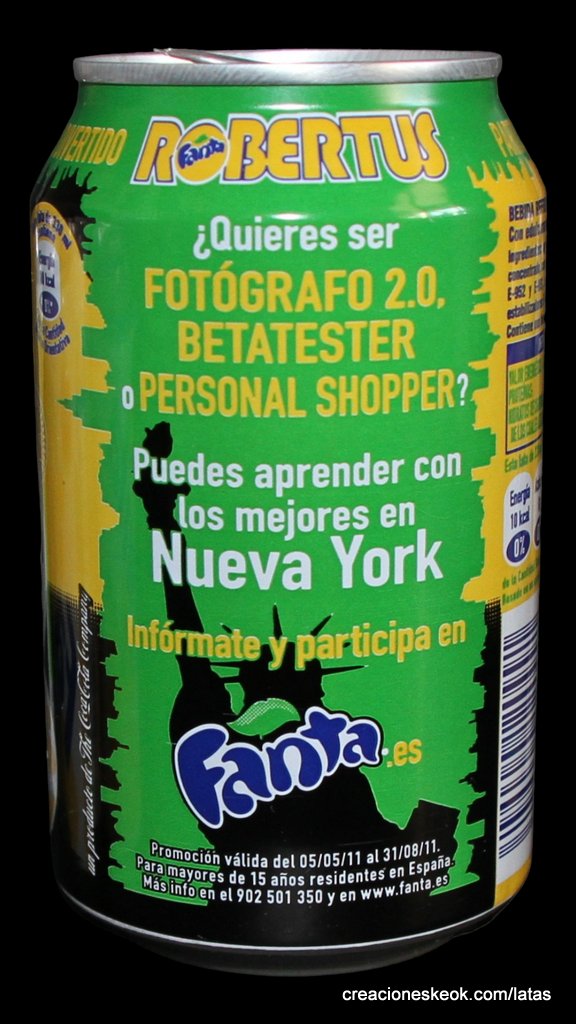 ROBERTUS
Fanta
¿Quieres ser
FOTÓGRAFO 2.0,
BETATESTER
o PERSONAL SHOPPER?
Puedes aprender con
los mejores en
Nueva York
Infórmate y participa en
Fanta.es
Promoción válida del 05/05/11 al 31/08/11.
Para mayores de 15 años residentes en España.
Más info en el 902 501 350 y en www.fanta.es
un producto de The Coca-Cola Company
Energía
10 kcal
0%
creacioneskeok.com/latas